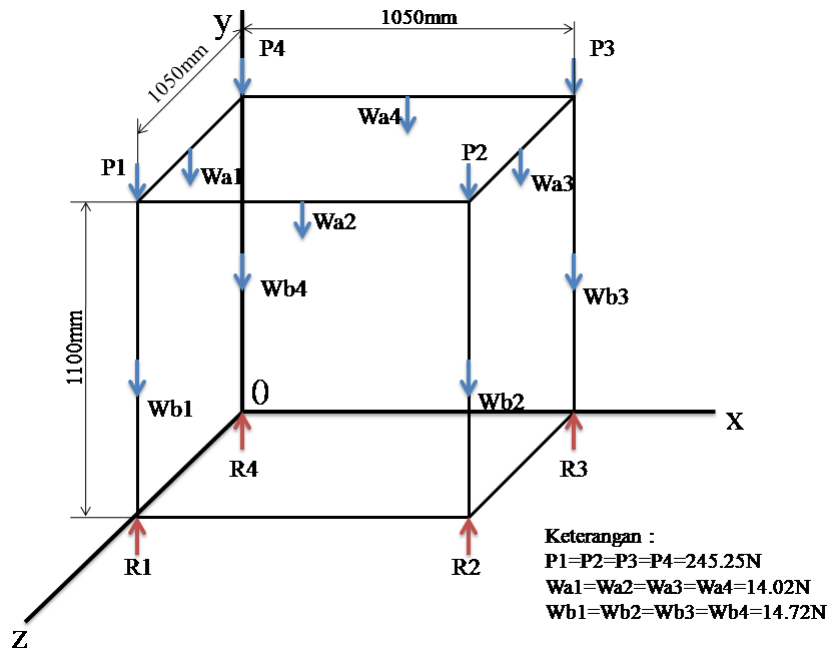 1050mm
y
P4
P3
1050mm
Wa4
P1
P2
Wa1
Wa3
Wa2
Wb4
Wb3
1100mm
0
Wb1
Wb2
x
R4
R3
R1
R2
Keterangan :
P1=P2=P3=P4=245.25N
Wa1=Wa2=Wa3=Wa4=14.02N
Wb1=Wb2=Wb3=Wb4=14.72N
z